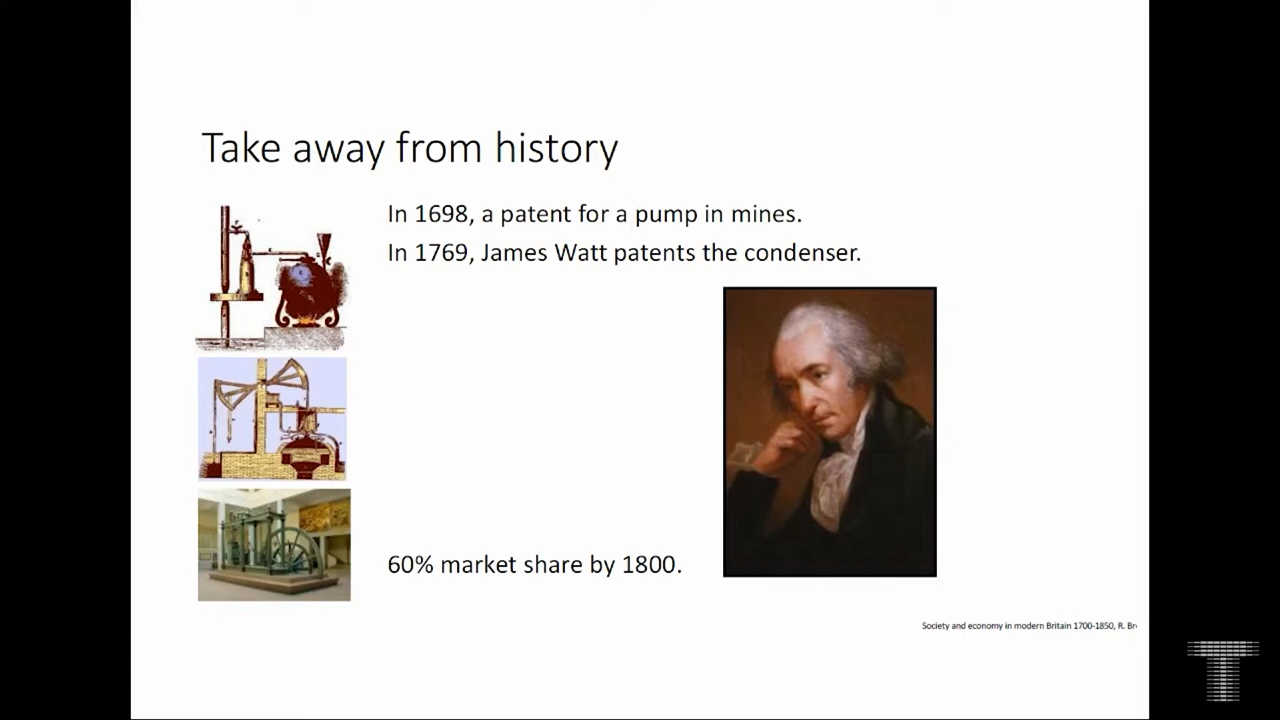 Take away from history
In 1698, a patent for a pump in mines.
In 1769, James Watt patents the condenser.
60% market share by 1800.
Society and economy in modern Britain 1700-1850, R.